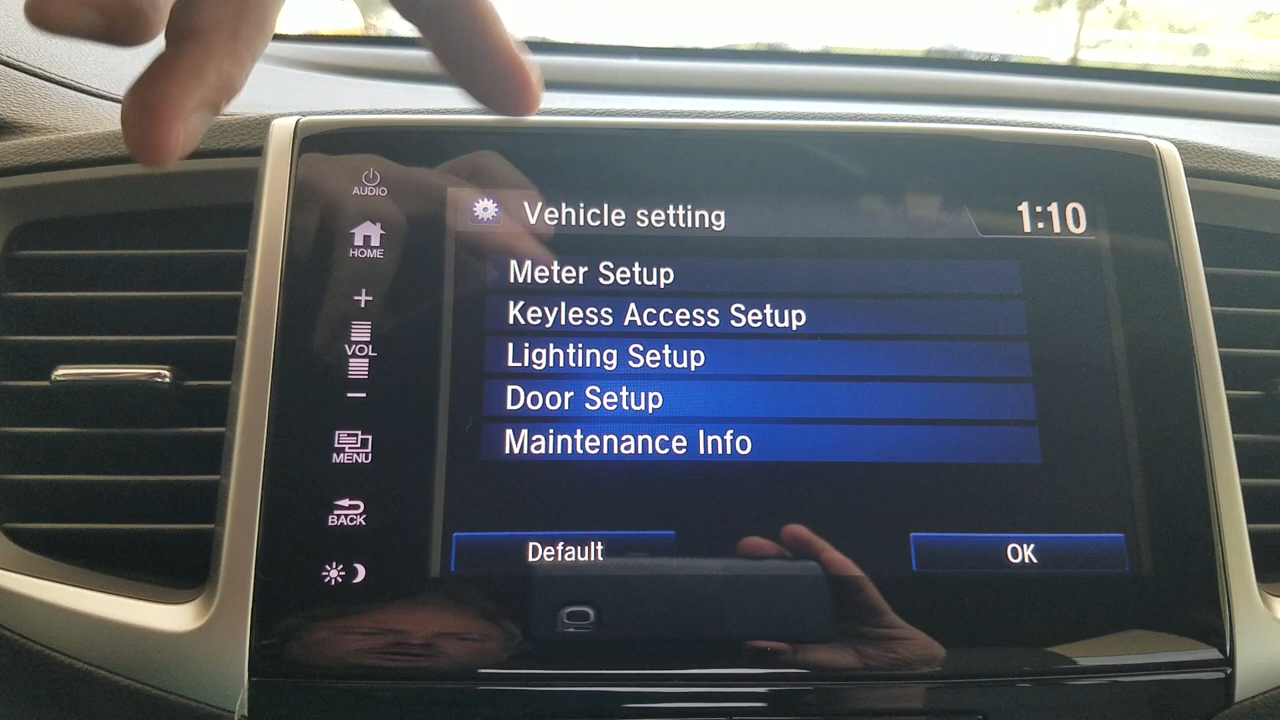 AUDIO
HOME
+
VOL
−
MENU
BACK
Vehicle setting
1:10
Meter Setup
Keyless Access Setup
Lighting Setup
Door Setup
Maintenance Info
Default
OK